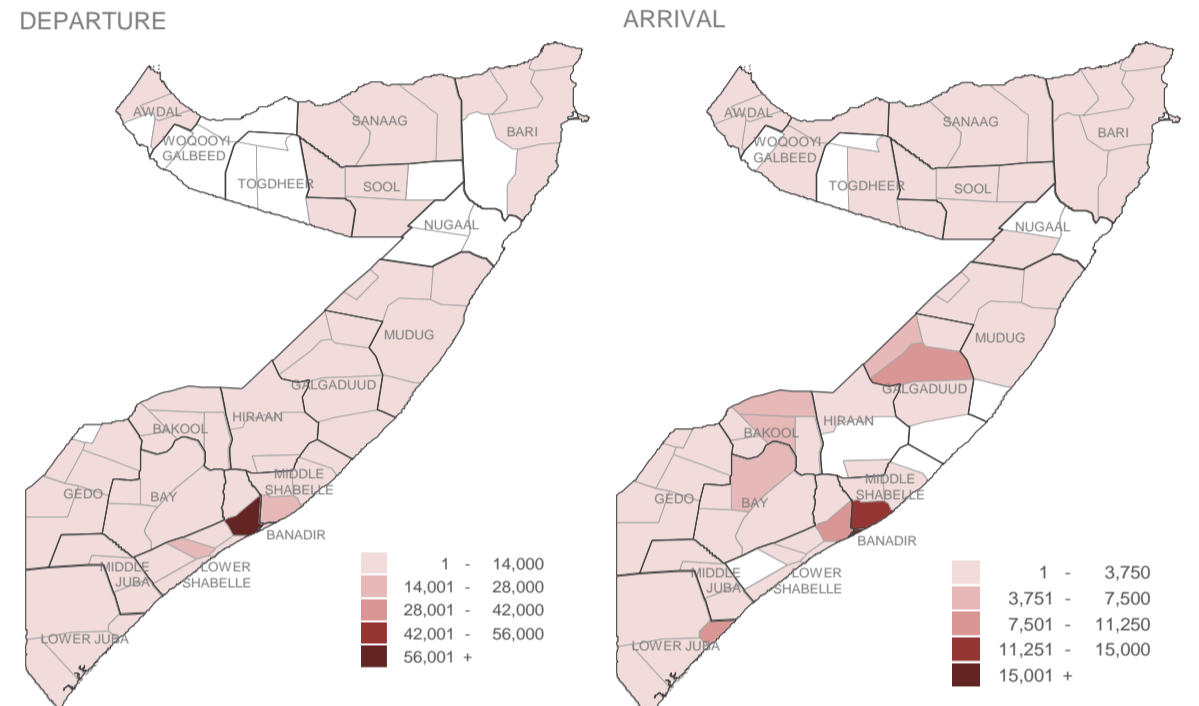 DEPARTURE
AWDAL
WOQOOYI
GALBEED
SANAAG
BARI
TOGDHEER
SOOL
NUGAAL
MUDUG
GALGADUUD
HIRAAN
BAKOOL
MIDDLE
SHABELLE
GEDO
BAY
BANADIR
MIDDLE
JUBA
LOWER
SHABELLE
LOWER JUBA
1 - 14,000
14,001 - 28,000
28,001 - 42,000
42,001 - 56,000
56,001 +
ARRIVAL
AWDAL
WOQOOYI
GALBEED
SANAAG
BARI
TOGDHEER
SOOL
NUGAAL
MUDUG
GALGADUUD
HIRAAN
BAKOOL
MIDDLE
SHABELLE
GEDO
BAY
BANADIR
MIDDLE
JUBA
LOWER
SHABELLE
LOWER JUBA
1 - 3,750
3,751 - 7,500
7,501 - 11,250
11,251 - 15,000
15,001 +